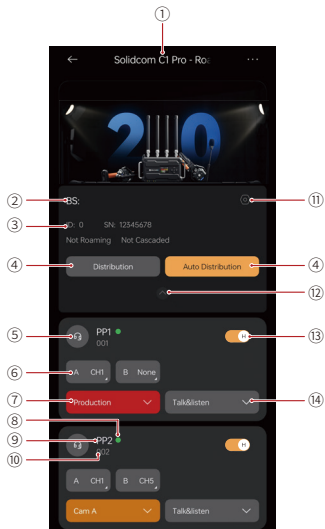 ①
Solidcom C1 Pro - Roa
...
210
② BS: ⑪
③ ID: 0 SN: 12345678
Not Roaming Not Cascaded
④ Distribution Auto Distribution ④
⑫
⑤ PP1 H ⑬
001
⑥ A CH1 B None
⑦ Production Talk&listen ⑭
⑧
⑨ PP2 H
⑩ 002
A CH1 B CH5
Cam A Talk&listen